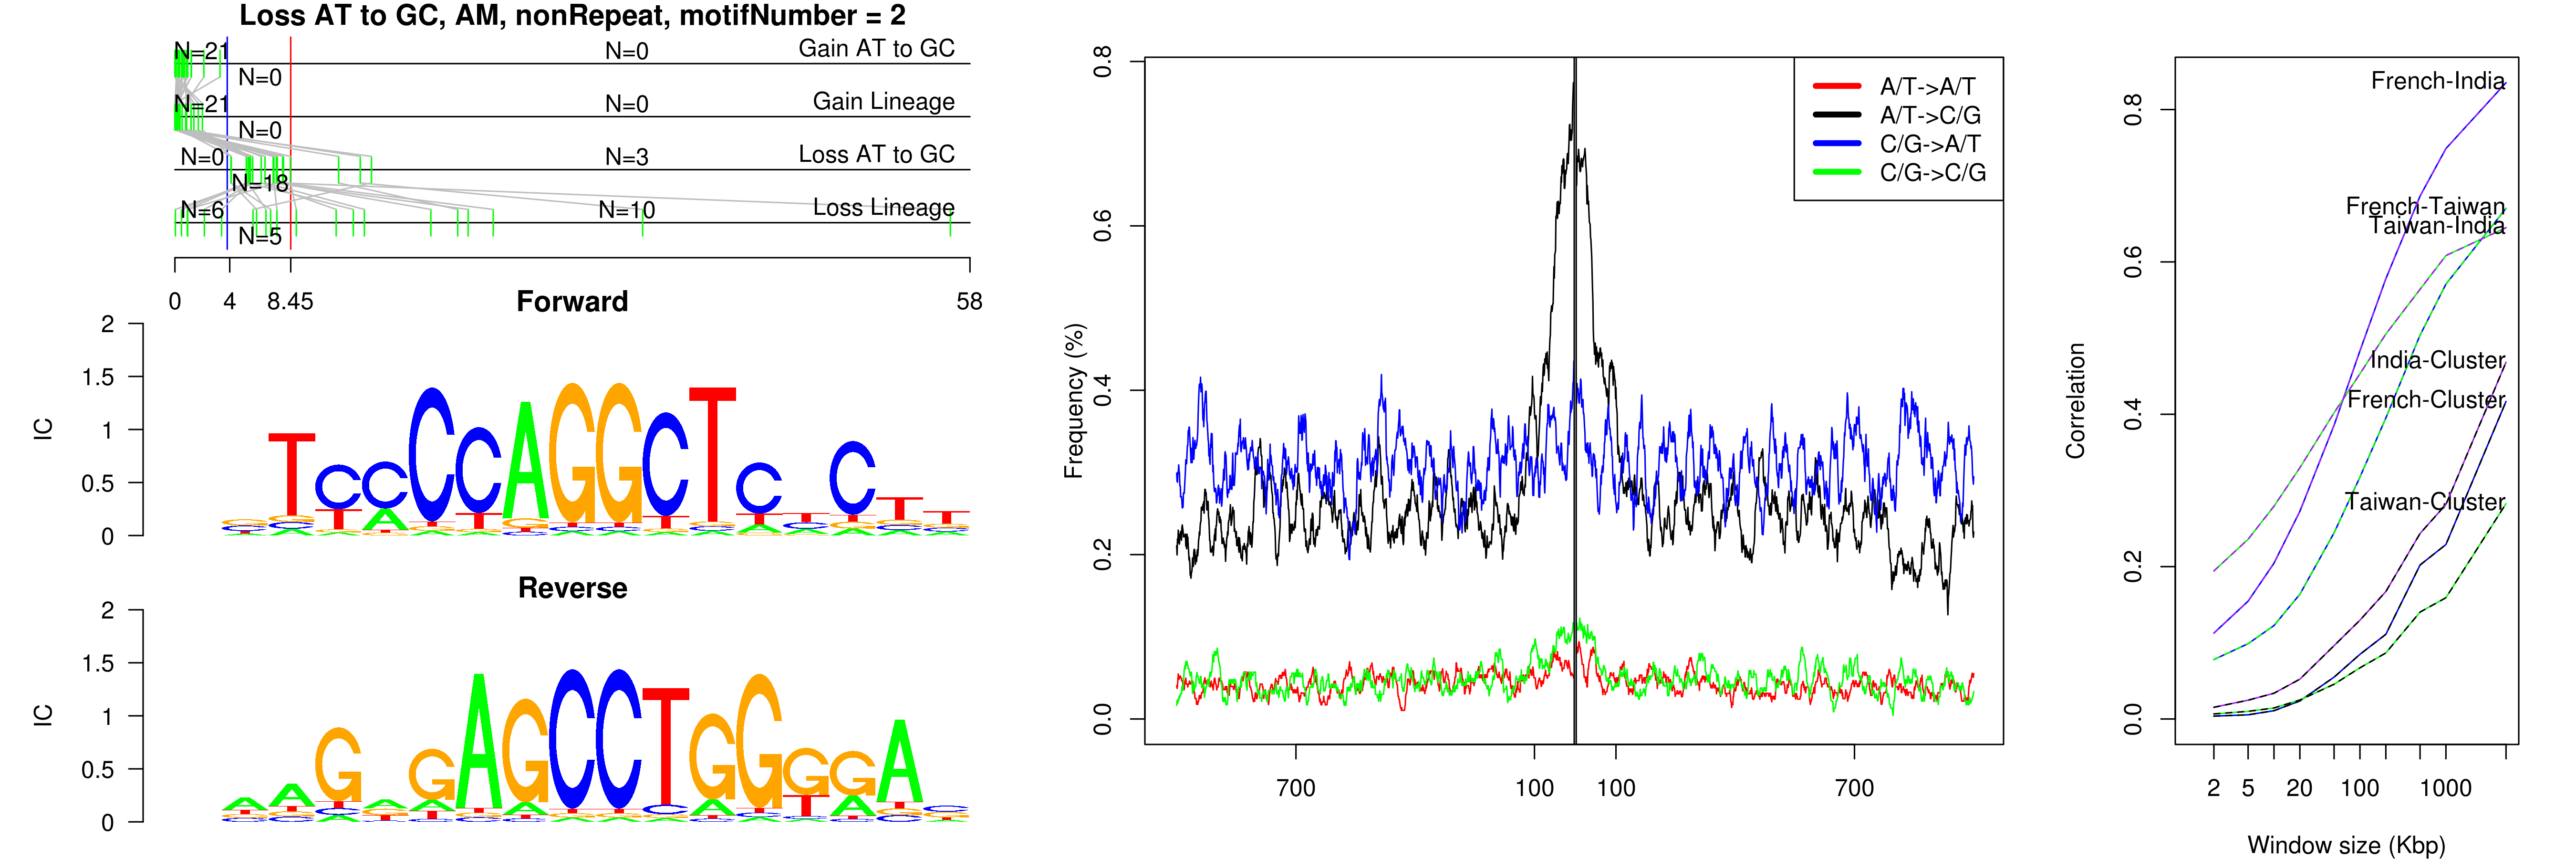 Loss AT to GC, AM, nonRepeat, motifNumber = 2
N=21 N=0 Gain AT to GC
N=0
N=21 N=0 Gain Lineage
N=0
N=0 N=3 Loss AT to GC
N=18
N=6 N=10 Loss Lineage
N=5
0 4 8.45 58
Forward
IC
2
1.5
1
0.5
0
TCCCCAGGCTC CTT
Reverse
IC
2
1.5
1
0.5
0
AAG GAGCCTGGGGA
Frequency (%)
0.8
0.6
0.4
0.2
0.0
A/T->A/T
A/T->C/G
C/G->A/T
C/G->C/G
700 100 100 700
Correlation
0.8
0.6
0.4
0.2
0.0
French-India
French-Taiwan
Taiwan-India
India-Cluster
French-Cluster
Taiwan-Cluster
2 5 20 100 1000
Window size (Kbp)